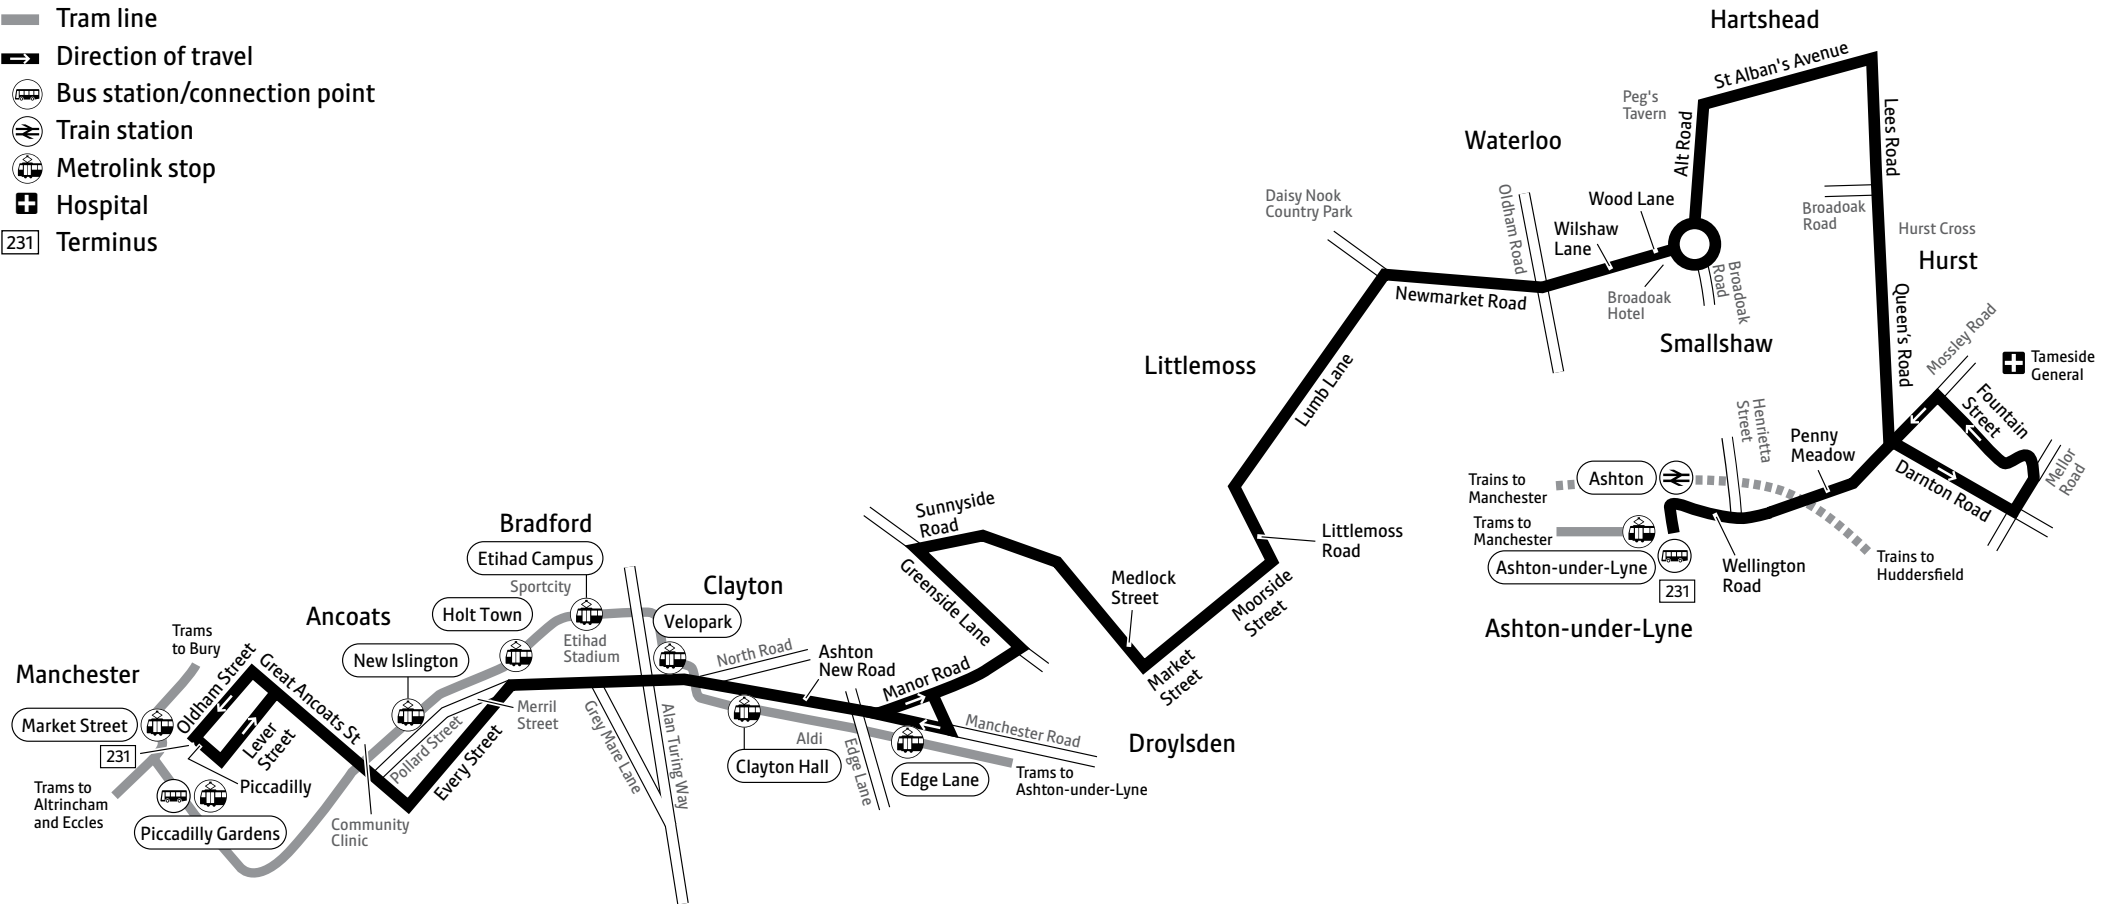 Tram line
Direction of travel
Bus station/connection point
Train station
Metrolink stop
Hospital
231
Terminus
Hartshead
St Alban's Avenue
Peg's
Tavern
Alt Road
Lees Road
Waterloo
Daisy Nook
Country Park
Oldham Road
Wood Lane
Wilshaw
Lane
Broadoak
Road
Hurst Cross
Hurst
Newmarket Road
Broadoak
Hotel
Broadoak
Road
Queen's Road
Smallshaw
Mossley Road
Tameside
General
Littlemoss
Lumb Lane
Fountain
Street
Henrietta
Street
Penny
Meadow
Mellor
Road
Darnton Road
Trains to
Manchester
Ashton
Trams to
Manchester
Ashton-under-Lyne
231
Wellington
Road
Trains to
Huddersfield
Ashton-under-Lyne
Sunnyside
Road
Littlemoss
Road
Greenside Lane
Medlock
Street
Moorside
Street
Market
Street
Bradford
Etihad Campus
Sportcity
Clayton
Holt Town
Velopark
Ancoats
Etihad
Stadium
New Islington
North Road
Ashton
New Road
Manor Road
Trams
to Bury
Manchester
Oldham Street
Great Ancoats St
Market Street
231
Lever
Street
Pollard Street
Merril
Street
Every Street
Grey Mare Lane
Alan Turing Way
Aldi
Clayton Hall
Edge Lane
Edge Lane
Manchester Road
Droylsden
Trams to
Ashton-under-Lyne
Trams to
Altrincham
and Eccles
Piccadilly
Piccadilly Gardens
Community
Clinic